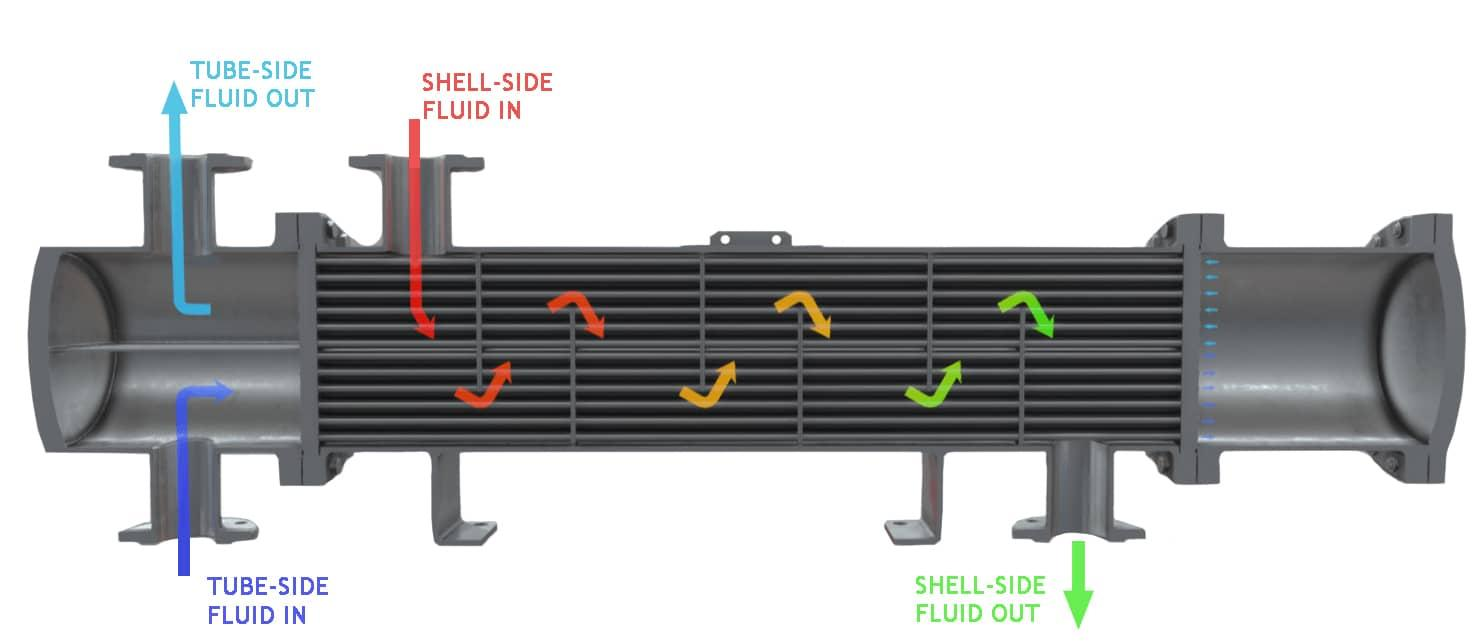 TUBE-SIDE
FLUID OUT
SHELL-SIDE
FLUID IN
TUBE-SIDE
FLUID IN
SHELL-SIDE
FLUID OUT